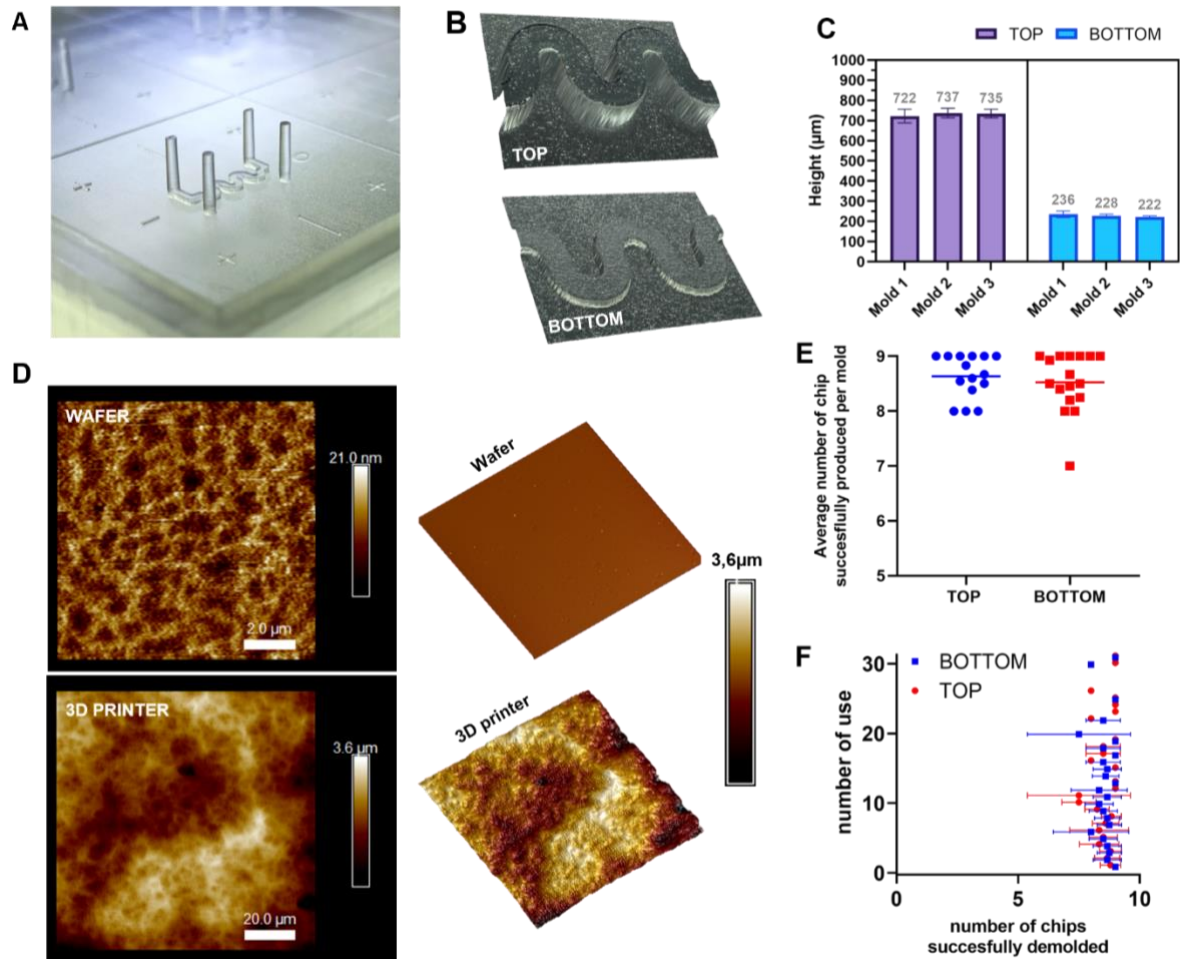 A
B
TOP
BOTTOM
C
TOP
BOTTOM
Height (µm)
1000
900
800
700
600
500
400
300
200
100
0
722
737
735
236
228
222
Mold 1
Mold 2
Mold 3
Mold 1
Mold 2
Mold 3
D
WAFER
21.0 nm
2.0 µm
3D PRINTER
3.6 µm
20.0 µm
Wafer
3D printer
3,6µm
E
Average number of chip
succesflully produced per mold
9
8
7
6
5
TOP
BOTTOM
F
BOTTOM
TOP
number of use
30
20
10
0
0
5
10
number of chips
succesfully demolded